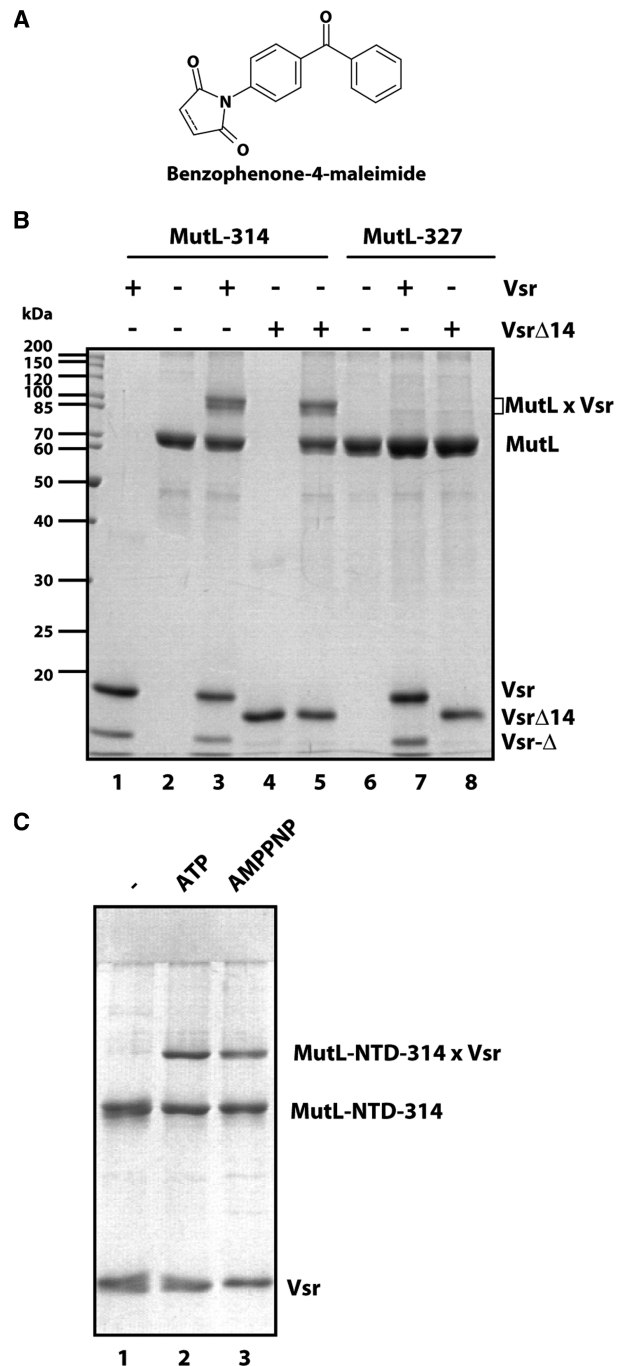 A
O
O
N
O
Benzophenone-4-maleimide
B
MutL-314 MutL-327
+ - + - - - + - Vsr
- - - + + - - + VsrΔ14
kDa
200
150
120
100
85
70
60
50
40
30
25
20
MutL x Vsr
MutL
Vsr
VsrΔ14
Vsr-Δ
1 2 3 4 5 6 7 8
C
- ATP AMPPNP
MutL-NTD-314 x Vsr
MutL-NTD-314
Vsr
1 2 3